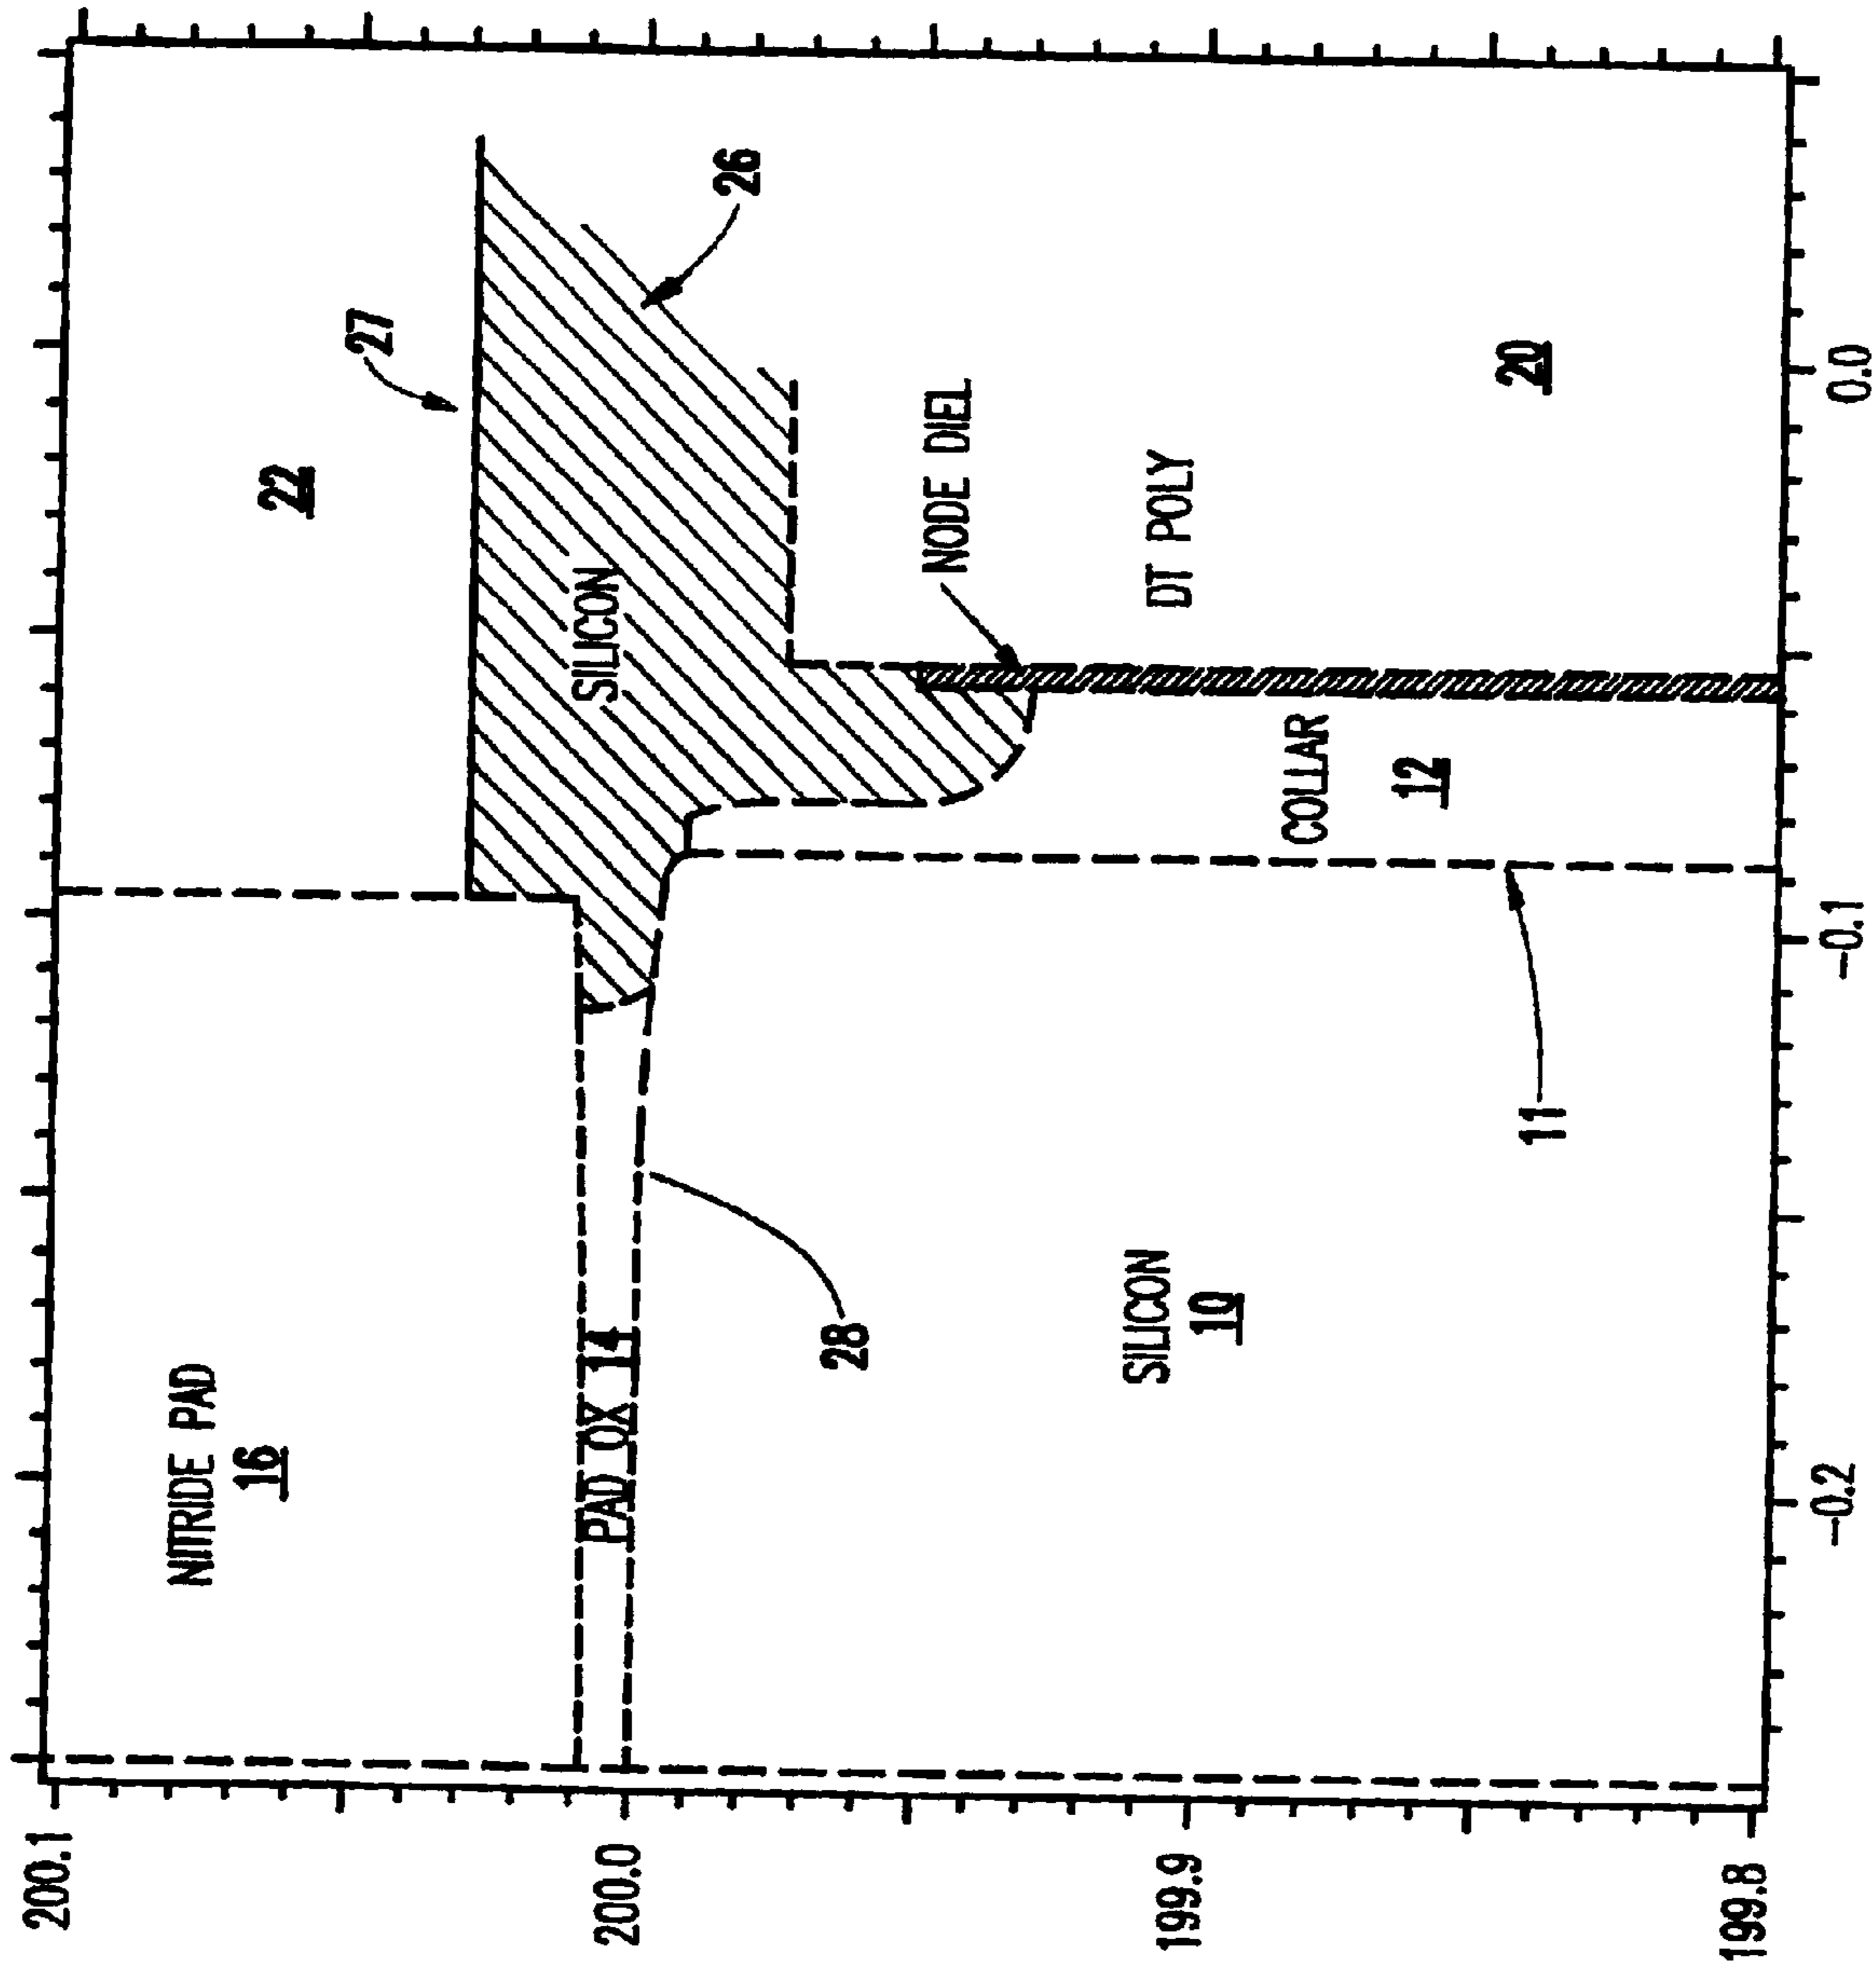 NITRIDE PAD
16
22
27
26
SILICON
PAD OX 14
28
NODE DIEL
DT POLY
20
SILICON
10
COLLAR
12
11
200.1
200.0
199.9
199.8
-0.2
-0.1
0.0